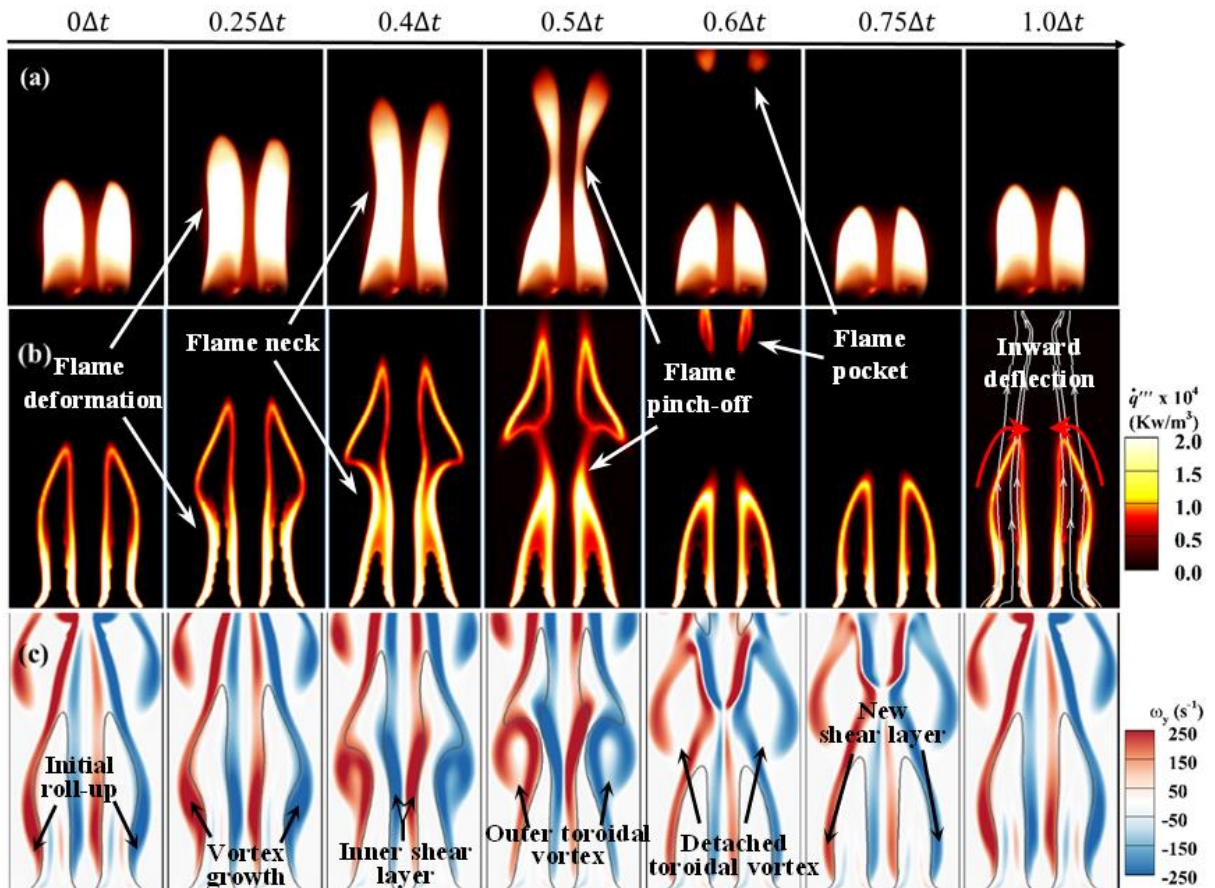 0Δt 0.25Δt 0.4Δt 0.5Δt 0.6Δt 0.75Δt 1.0Δt
(a)
(b)
Flame
deformation
Flame neck
Flame
pinch-off
Flame
pocket
Inward
deflection
q̇''' x 10⁴
(Kw/m³)
2.0
1.5
1.0
0.5
0.0
(c)
Initial
roll-up
Vortex
growth
Inner shear
layer
Outer toroidal
vortex
Detached
toroidal vortex
New
shear layer
ω_y (s⁻¹)
250
150
50
-50
-150
-250